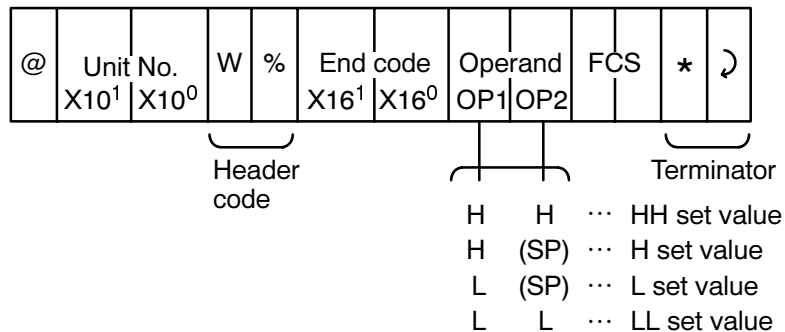 @ Unit No. W % End code Operand FCS * ⤸
X10¹ X10⁰ X16¹ X16⁰ OP1 OP2
Header code Terminator
H H ··· HH set value
H (SP) ··· H set value
L (SP) ··· L set value
L L ··· LL set value